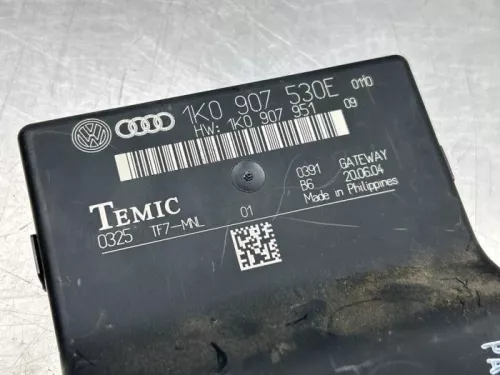 1K0 907 530E 0110
HW: 1K0 907 951 09
0391 GATEWAY
B6 20.06.04
Made in Philippines
TEMIC
0325 TF7-MNL 01